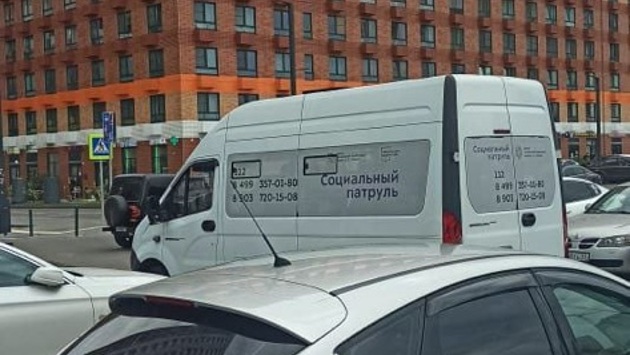 112
8 499 357-01-80
8 903 720-15-08
Социальный
патруль
Социальный
патруль
112
8 499 357-01-80
8 903 720-15-08